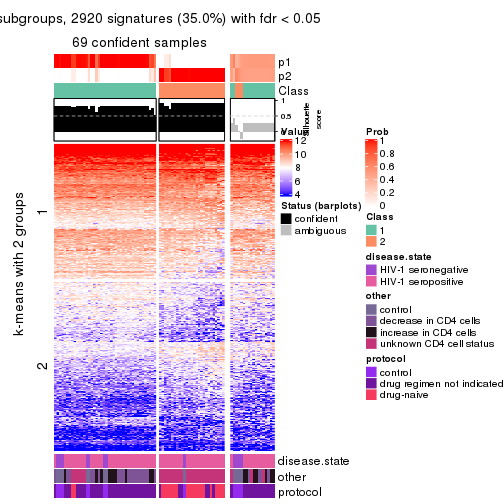 subgroups, 2920 signatures (35.0%) with fdr < 0.05
69 confident samples
p1
p2
Class
1
0.5
silhouette
score
k-means with 2 groups
1
2
Value
12
10
8
6
4
Status (barplots)
confident
ambiguous
Prob
1
0.8
0.6
0.4
0.2
0
Class
1
2
disease.state
HIV-1 seronegative
HIV-1 seropositive
other
control
decrease in CD4 cells
increase in CD4 cells
unknown CD4 cell status
protocol
control
drug regimen not indicated
drug-naive
disease.state
other
protocol